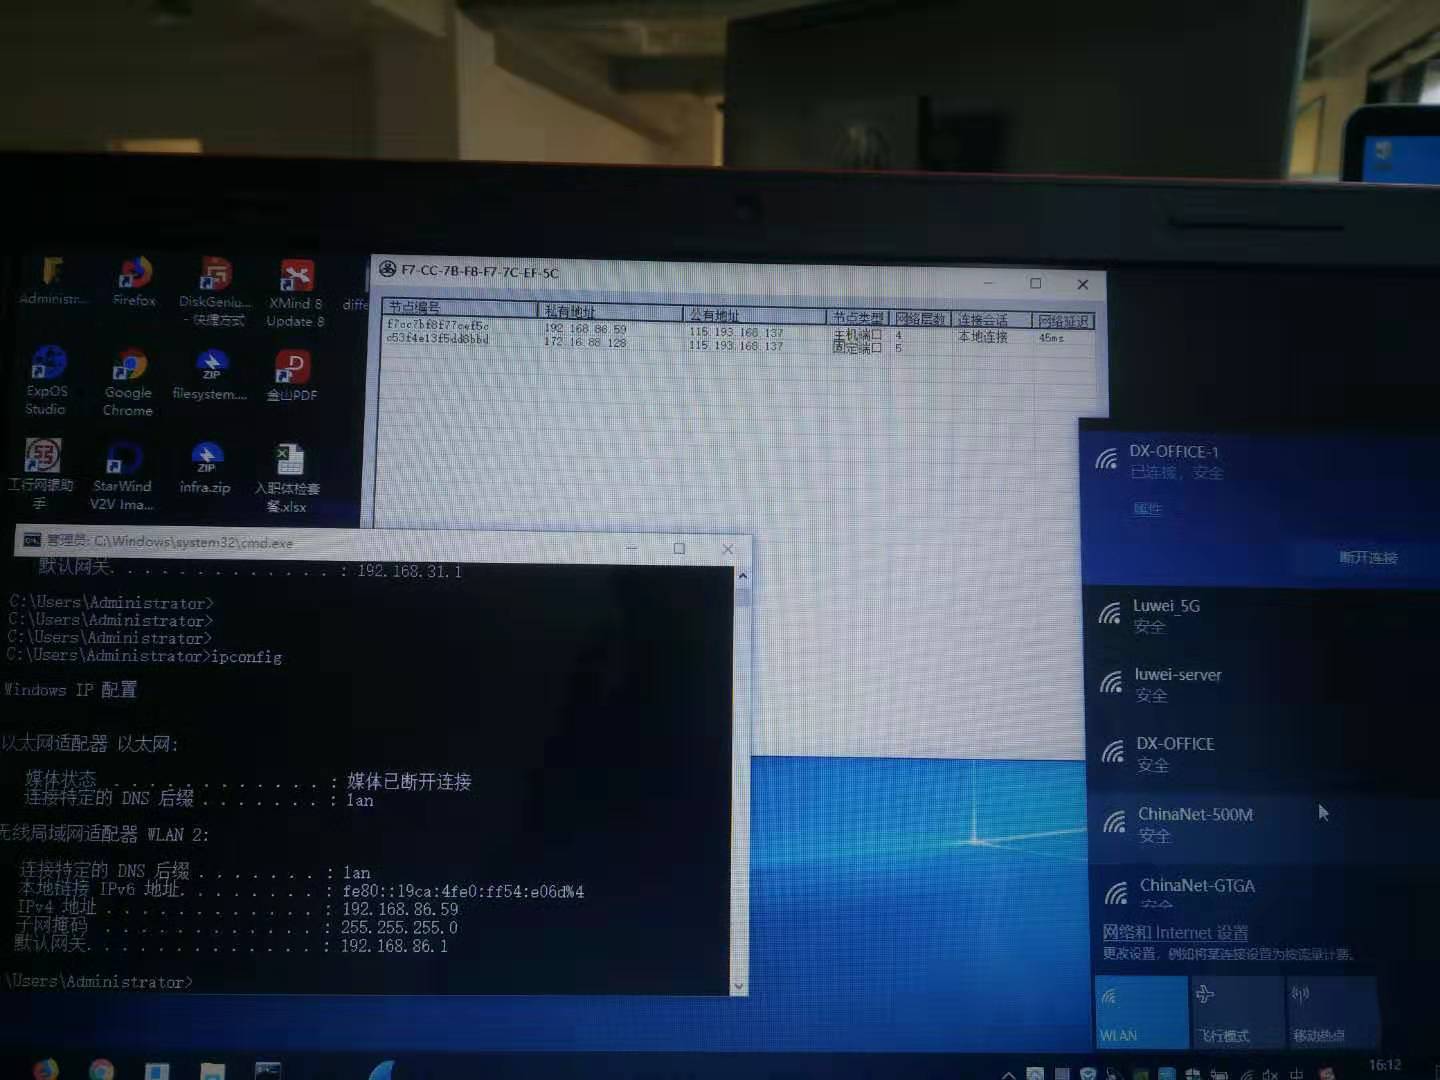 Administr...
Firefox
DiskGeniu...
- 快捷方式
XMind 8
Update 8
diffe
ExpOS
Studio
Google
Chrome
filesystem....
金山PDF
工行网银助
手
StarWind
V2V Ima...
infra.zip
入职体检套
餐.xlsx
F7-CC-7B-F8-F7-7C-EF-5C
节点编号 私有地址 公有地址 节点类型 网络层数 连接会话 网络延迟
f7cc7bf8f77cef5c 192.168.86.59 115.193.168.137 主机端口 4 本地连接 45ms
c53f4e13f5dd8bbd 172.16.88.128 115.193.168.137 固定端口 5
管理员: C:\Windows\system32\cmd.exe
默认网关. . . . . . . . . . . . . : 192.168.31.1
C:\Users\Administrator>
C:\Users\Administrator>
C:\Users\Administrator>
C:\Users\Administrator>ipconfig
Windows IP 配置
以太网适配器 以太网:
媒体状态 . . . . . . . . . . . . : 媒体已断开连接
连接特定的 DNS 后缀 . . . . . . . : lan
无线局域网适配器 WLAN 2:
连接特定的 DNS 后缀 . . . . . . . : lan
本地链接 IPv6 地址. . . . . . . . : fe80::19ca:4fe0:ff54:e06d%4
IPv4 地址 . . . . . . . . . . . . : 192.168.86.59
子网掩码 . . . . . . . . . . . . : 255.255.255.0
默认网关. . . . . . . . . . . . . : 192.168.86.1
\Users\Administrator>
DX-OFFICE-1
已连接，安全
属性
断开连接
Luwei_5G
安全
luwei-server
安全
DX-OFFICE
安全
ChinaNet-500M
安全
ChinaNet-GTGA
安全
网络和 Internet 设置
更改设置，例如将某连接设置为按流量计费。
WLAN
飞行模式
移动热点
中
16:12